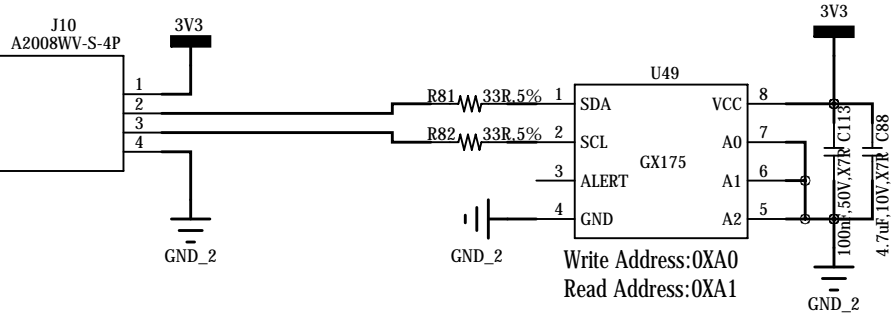 J10
A2008WV-S-4P
3V3
1
2
3
4
GND_2
R81 33R,5%
R82 33R,5%
GND_2
U49
1 SDA
2 SCL
3 ALERT
4 GND
GX175
VCC 8
A0 7
A1 6
A2 5
Write Address:0XA0
Read Address:0XA1
3V3
100nF,50V,X7R C113
4.7uF,10V,X7R C88
GND_2